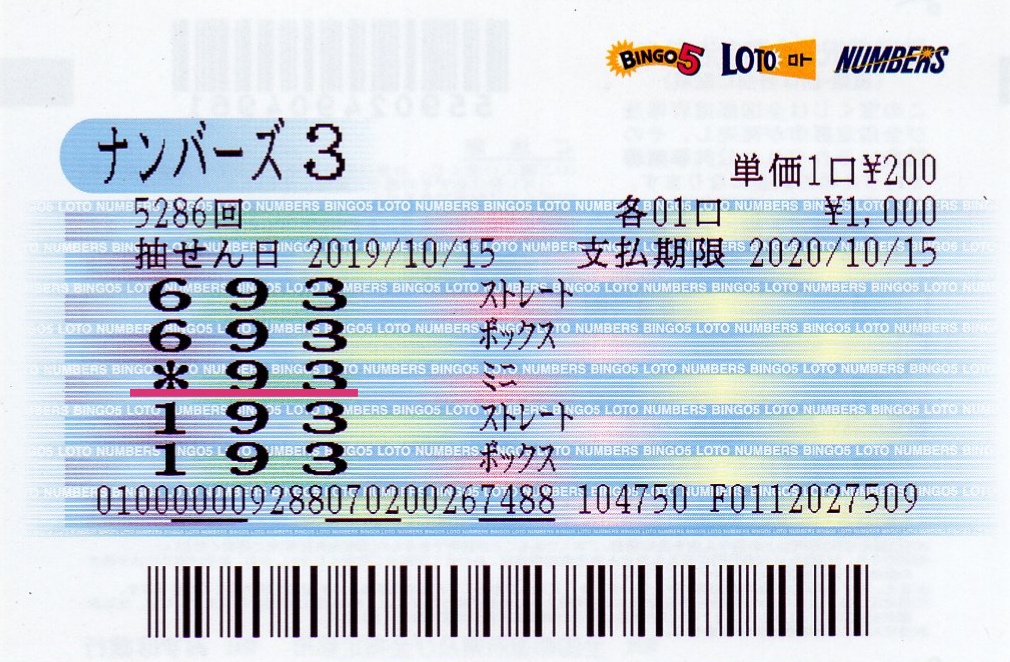 BINGO5 LOTO ロト NUMBERS
ナンバーズ3
単価1口¥200
5286回 各01口 ¥1,000
抽せん日 2019/10/15 支払期限 2020/10/15
693 ストレート
693 ボックス
*93 ミニ
193 ストレート
193 ボックス
0100000092880702002667488 104750 F0112027509